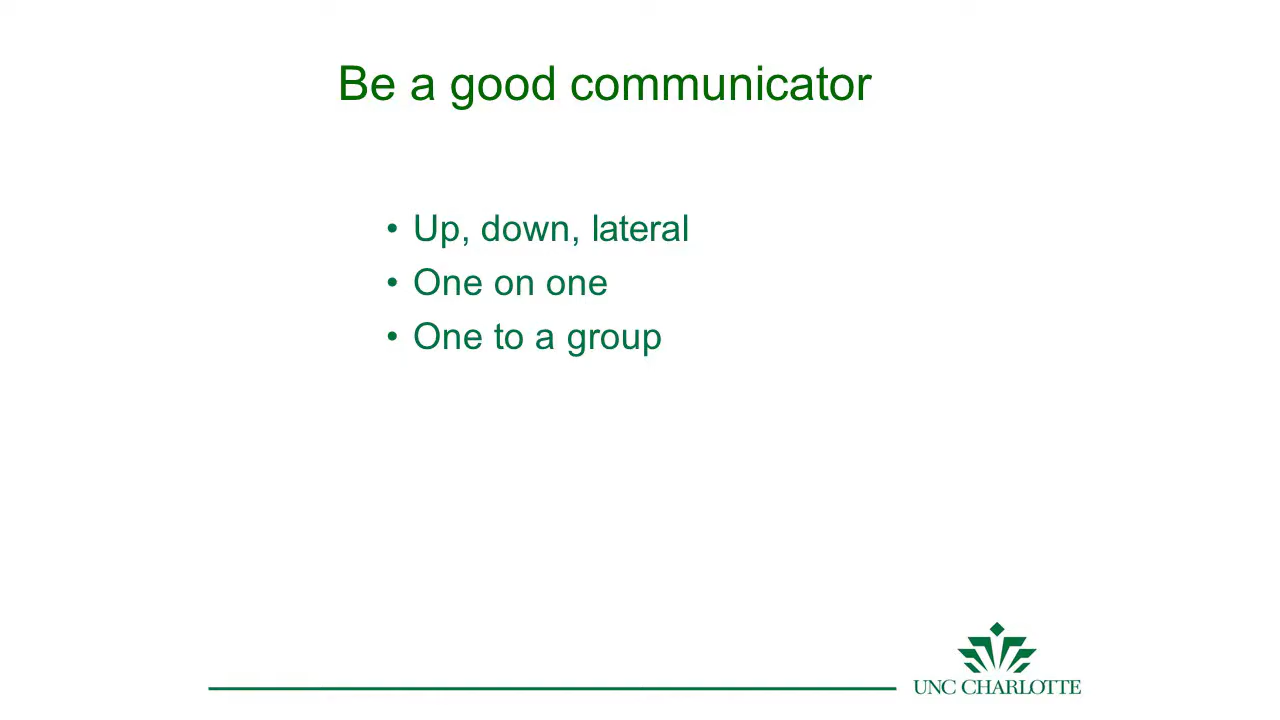 Be a good communicator
• Up, down, lateral
• One on one
• One to a group
UNC CHARLOTTE